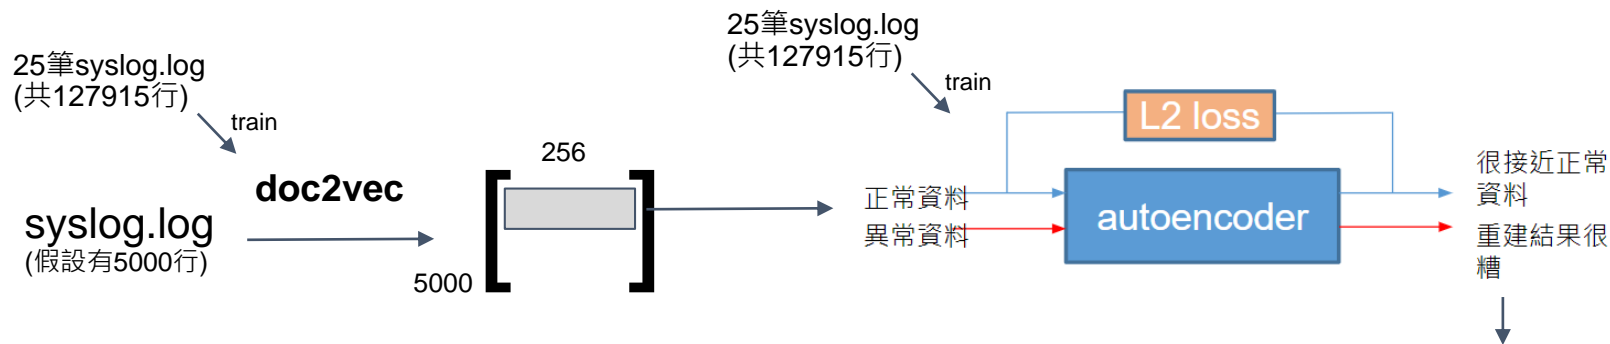 25筆syslog.log
(共127915行)
train
syslog.log
(假設有5000行)
doc2vec
256
5000
25筆syslog.log
(共127915行)
train
L2 loss
正常資料
異常資料
autoencoder
很接近正常
資料
重建結果很
糟